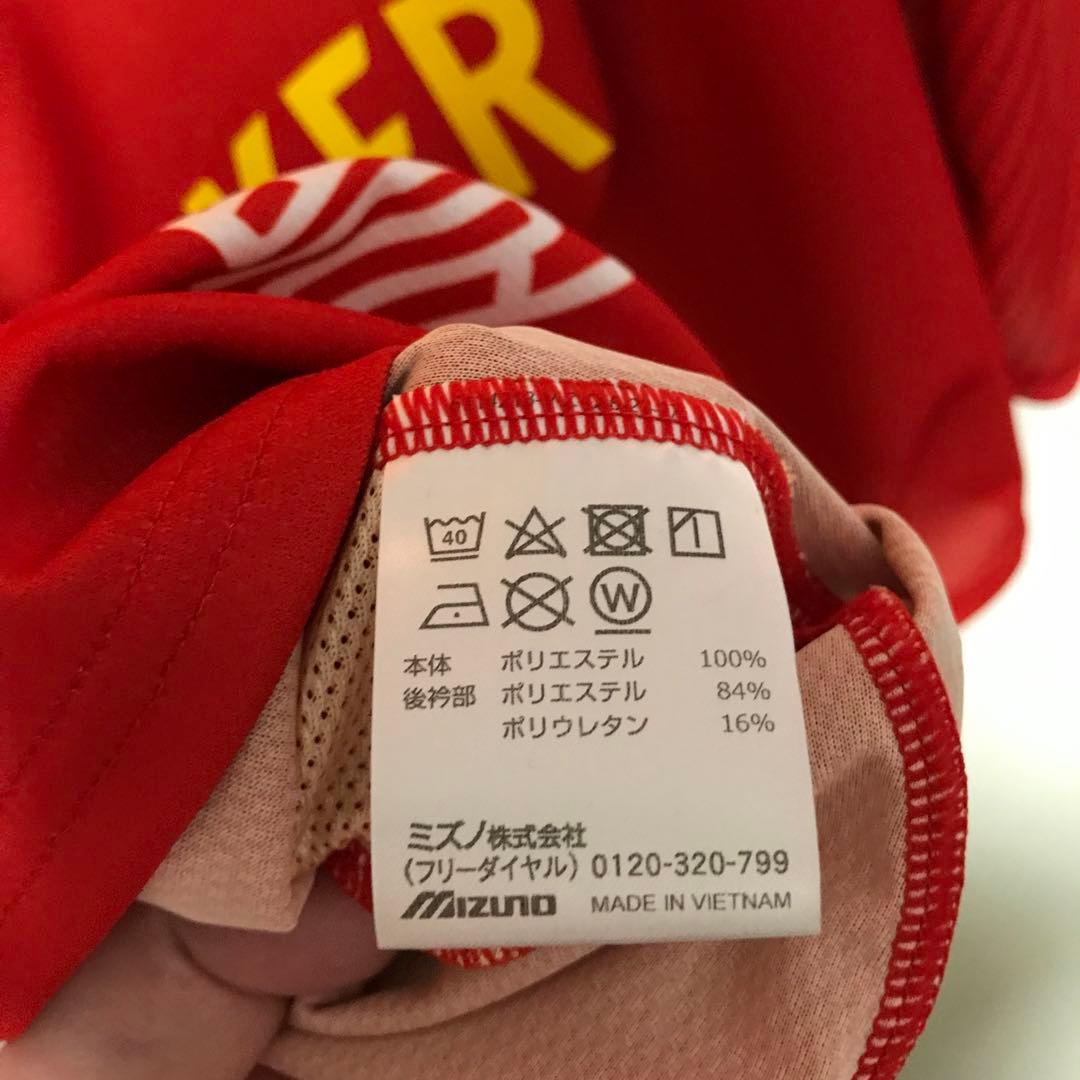 KER
40
W
本体 ポリエステル 100%
後衿部 ポリエステル 84%
ポリウレタン 16%
ミズノ株式会社
(フリーダイヤル) 0120-320-799
MIZUNO MADE IN VIETNAM